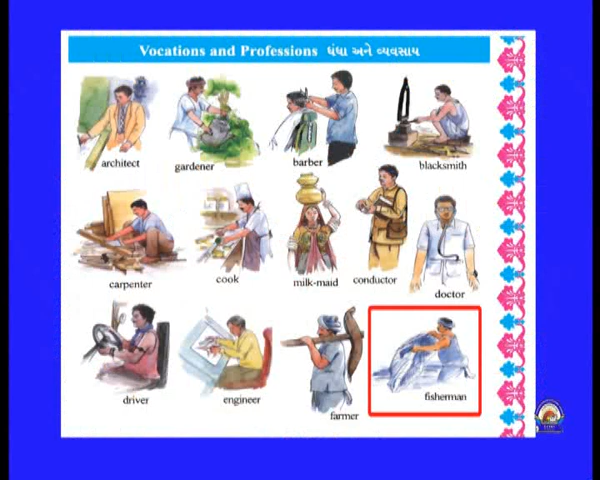 Vocations and Professions ધંધા અને વ્યવસાય
architect
gardener
barber
blacksmith
carpenter
cook
milk-maid
conductor
doctor
driver
engineer
farmer
fisherman